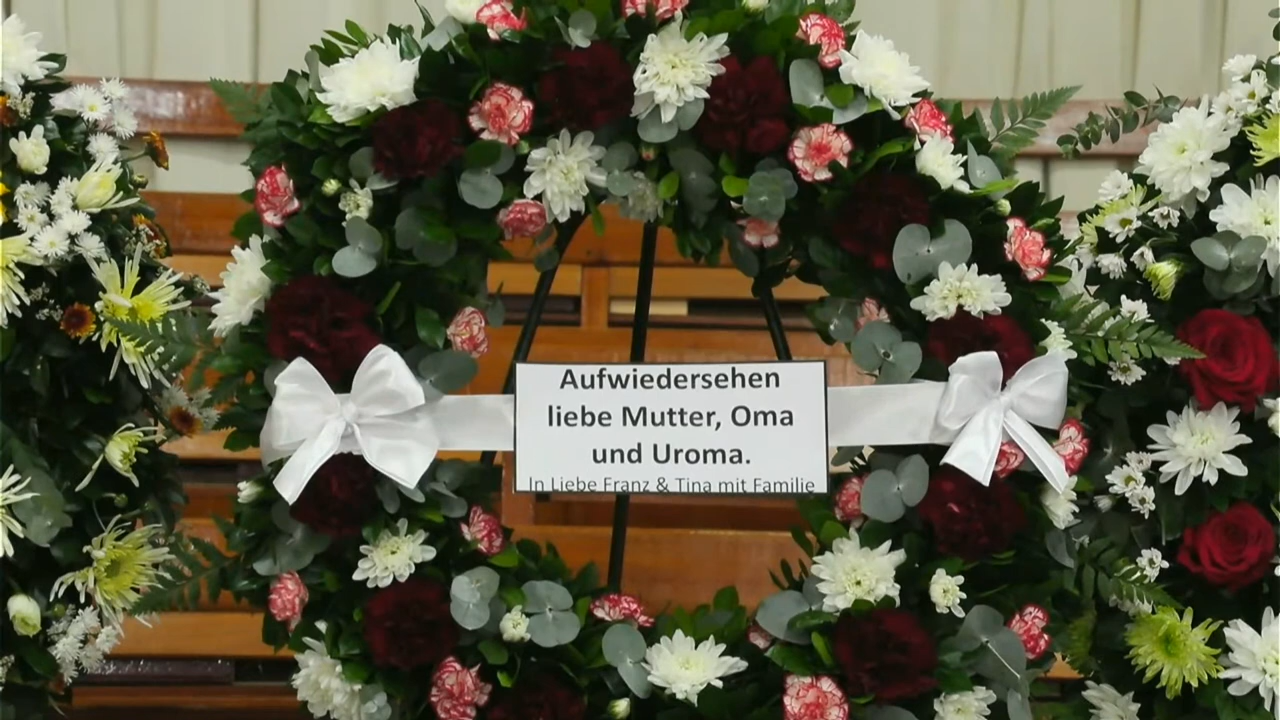 Aufwiedersehen
liebe Mutter, Oma
und Uroma.
In Liebe Franz & Tina mit Familie